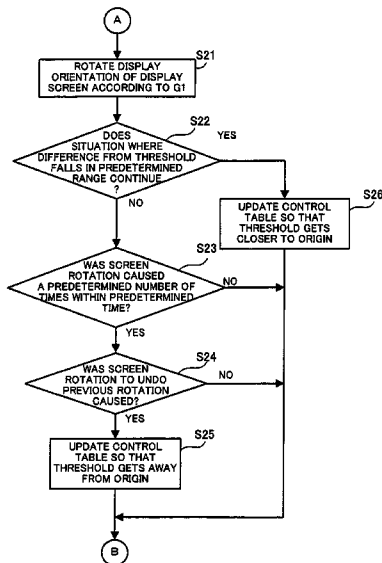 A
S21
ROTATE DISPLAY
ORIENTATION OF DISPLAY
SCREEN ACCORDING TO G1
S22
DOES
SITUATION WHERE
DIFFERENCE FROM THRESHOLD
FALLS IN PREDETERMINED
RANGE CONTINUE
?
YES
NO
S26
UPDATE CONTROL
TABLE SO THAT
THRESHOLD GETS
CLOSER TO ORIGIN
S23
WAS SCREEN
ROTATION CAUSED
A PREDETERMINED NUMBER OF
TIMES WITHIN PREDETERMINED
TIME?
NO
YES
S24
WAS SCREEN
ROTATION TO UNDO
PREVIOUS ROTATION
CAUSED?
NO
YES
S25
UPDATE CONTROL
TABLE SO THAT
THRESHOLD GETS AWAY
FROM ORIGIN
B